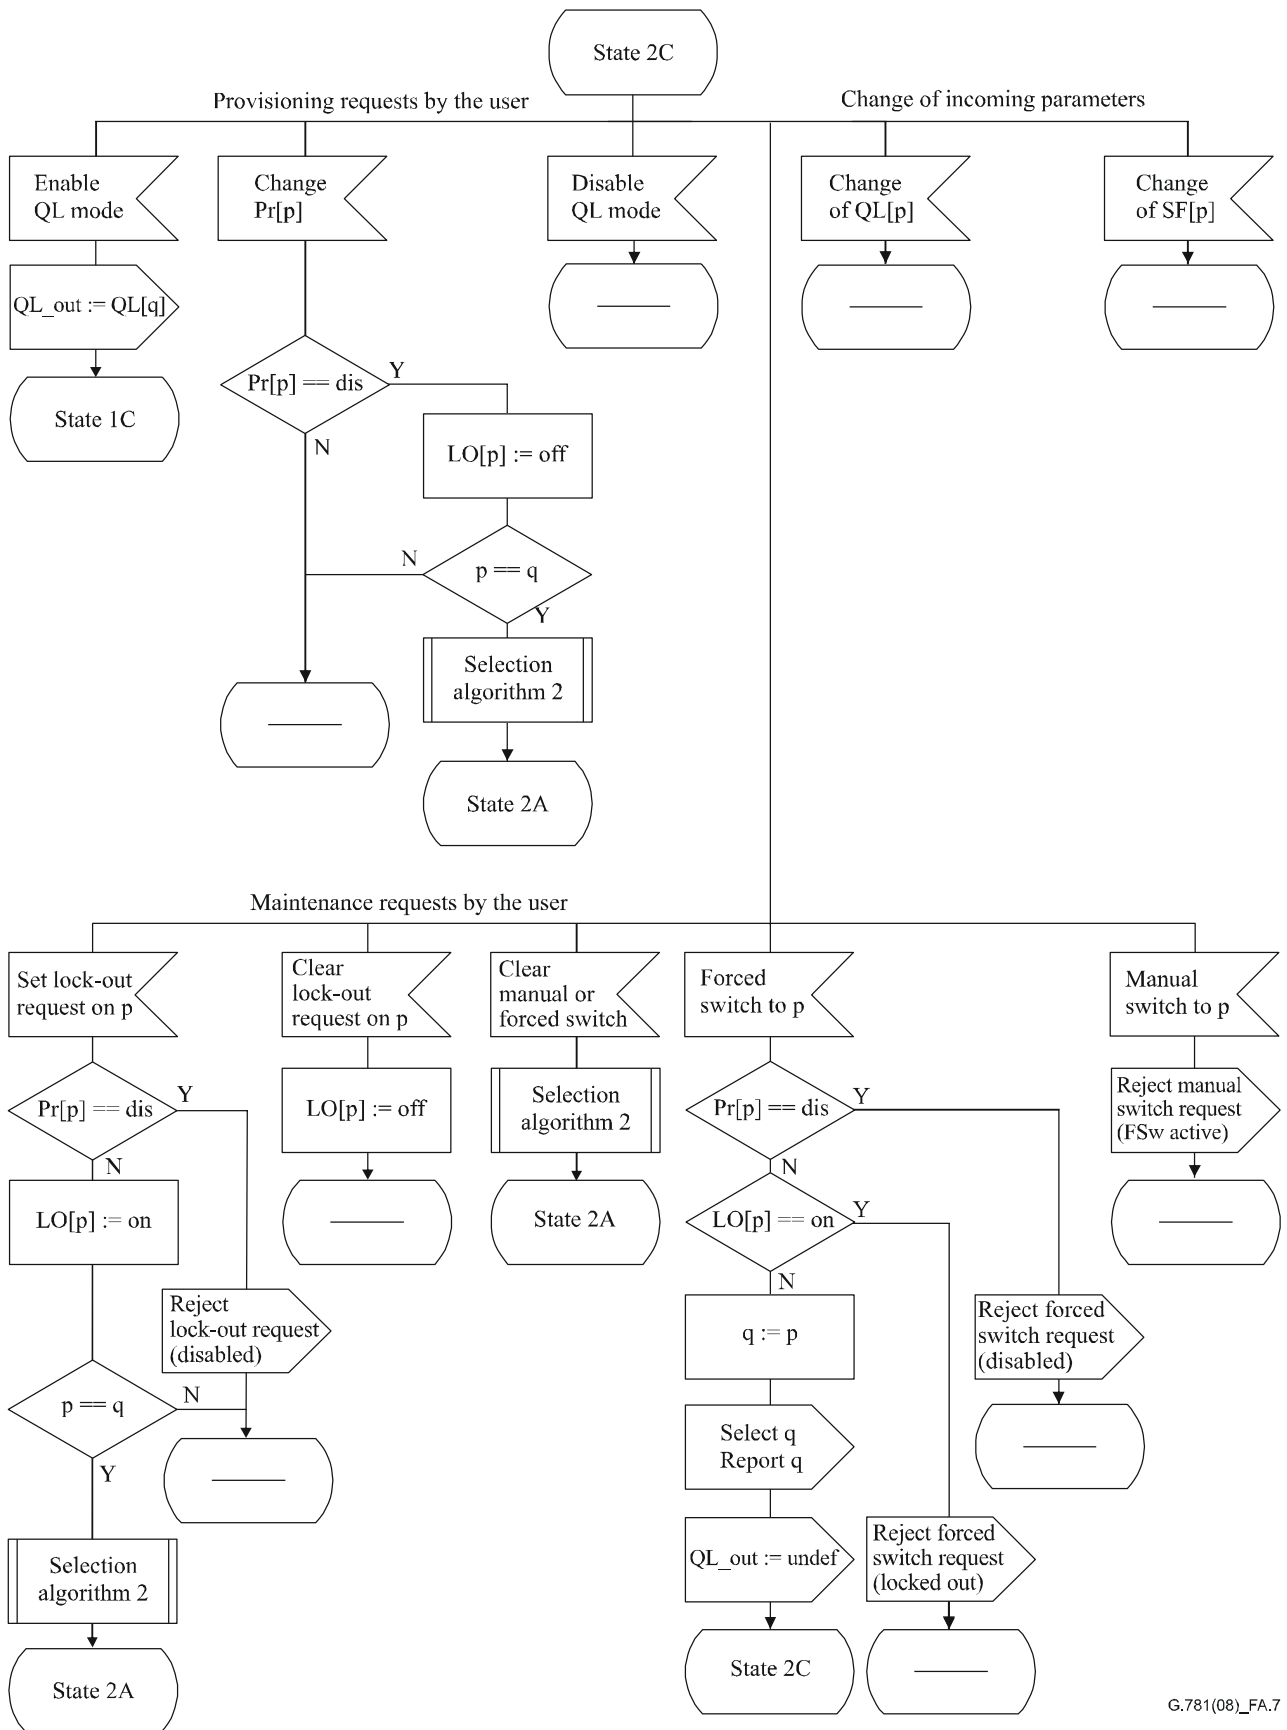 State 2C
Provisioning requests by the user
Change of incoming parameters
Enable
QL mode
Change
Pr[p]
Disable
QL mode
Change
of QL[p]
Change
of SF[p]
QL_out := QL[q]
State 1C
Pr[p] == dis
Y
N
LO[p] := off
N
p == q
Y
Selection
algorithm 2
State 2A
Maintenance requests by the user
Set lock-out
request on p
Clear
lock-out
request on p
Clear
manual or
forced switch
Forced
switch to p
Manual
switch to p
Pr[p] == dis
Y
N
LO[p] := on
Reject
lock-out request
(disabled)
p == q
N
Y
Selection
algorithm 2
State 2A
LO[p] := off
Selection
algorithm 2
State 2A
Pr[p] == dis
Y
N
LO[p] == on
Y
N
q := p
Select q
Report q
QL_out := undef
State 2C
Reject forced
switch request
(locked out)
Reject forced
switch request
(disabled)
Reject manual
switch request
(FSw active)
G.781(08)_FA.7